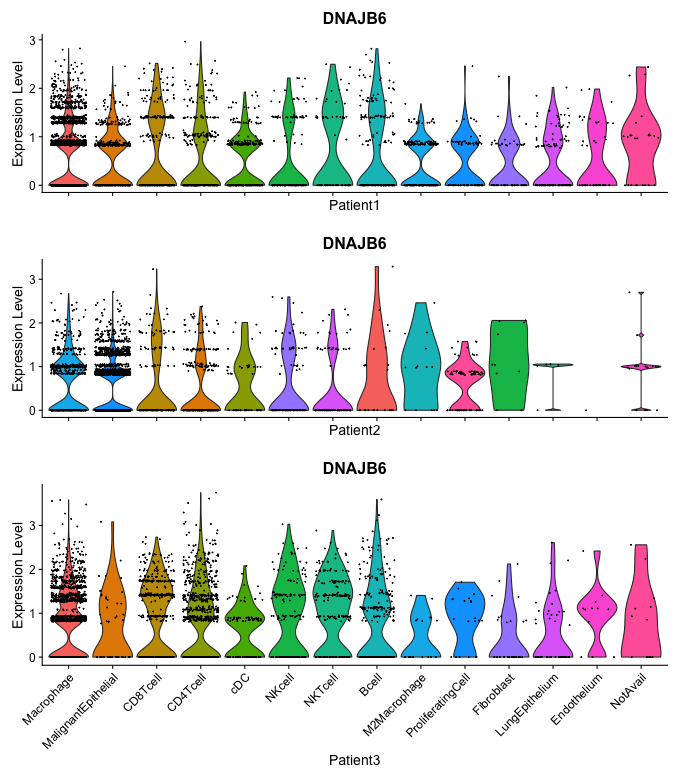 DNAJB6
Expression Level
3
2
1
0
Patient1
DNAJB6
Expression Level
3
2
1
0
Patient2
DNAJB6
Expression Level
3
2
1
0
Macrophage
MalignantEpithelial
CD8Tcell
CD4Tcell
cDC
NKcell
NKTcell
Bcell
M2Macrophage
ProliferatingCell
Fibroblast
LungEpithelium
Endothelium
NotAvail
Patient3